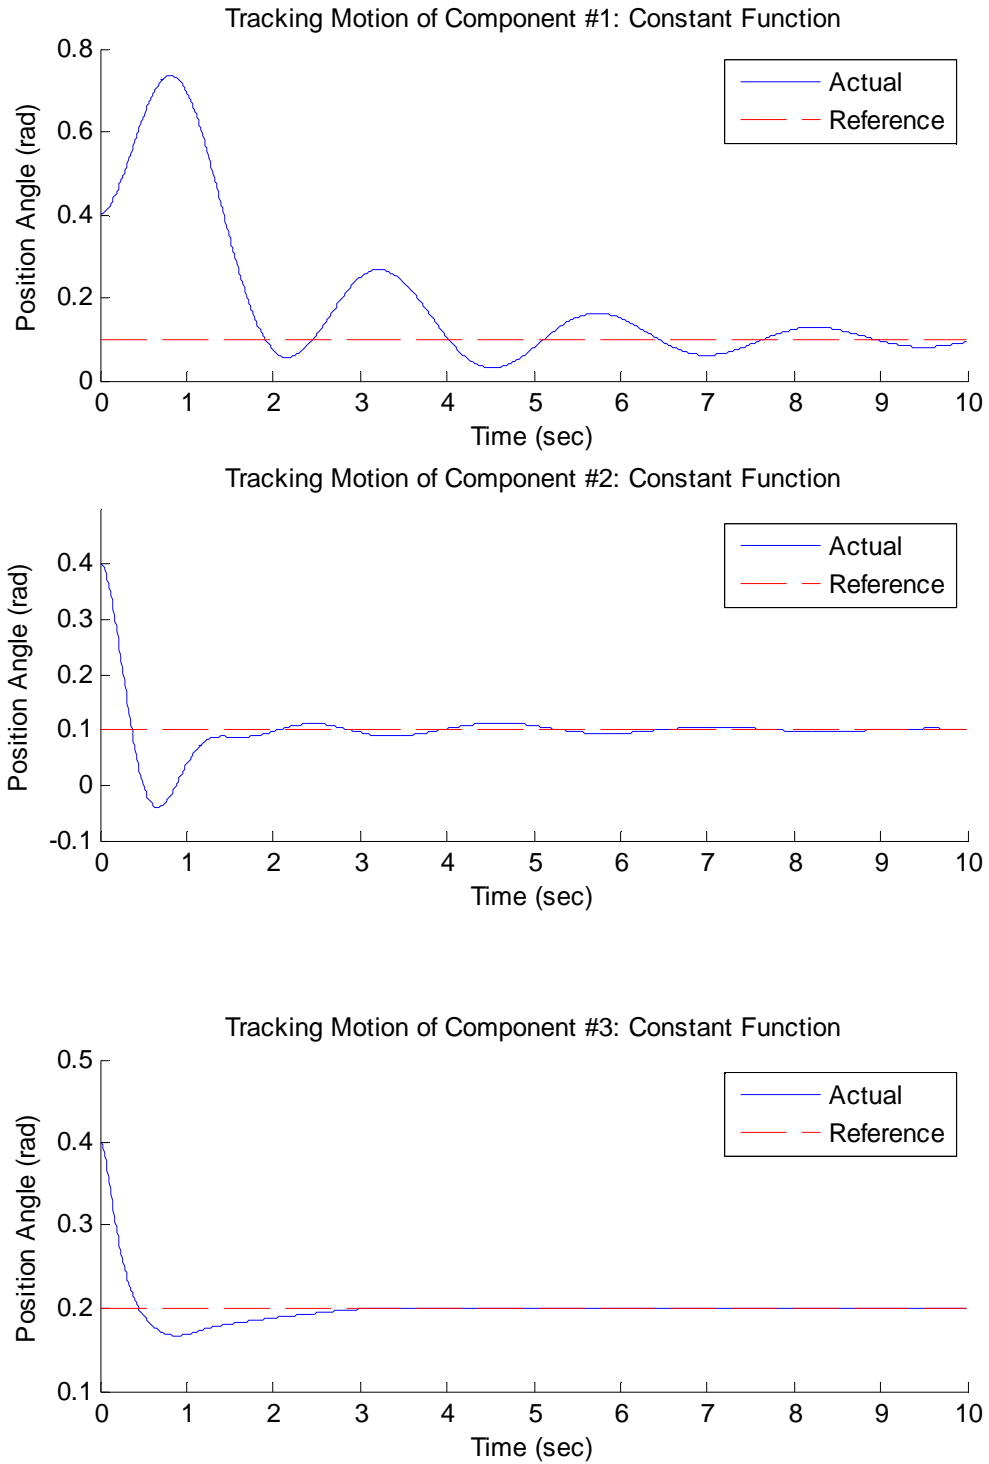 Tracking Motion of Component #1: Constant Function
0.8
0.6
0.4
0.2
0
Position Angle (rad)
Actual
Reference
0 1 2 3 4 5 6 7 8 9 10
Time (sec)
Tracking Motion of Component #2: Constant Function
0.4
0.3
0.2
0.1
0
-0.1
Position Angle (rad)
Actual
Reference
0 1 2 3 4 5 6 7 8 9 10
Time (sec)
Tracking Motion of Component #3: Constant Function
0.5
0.4
0.3
0.2
0.1
Position Angle (rad)
Actual
Reference
0 1 2 3 4 5 6 7 8 9 10
Time (sec)